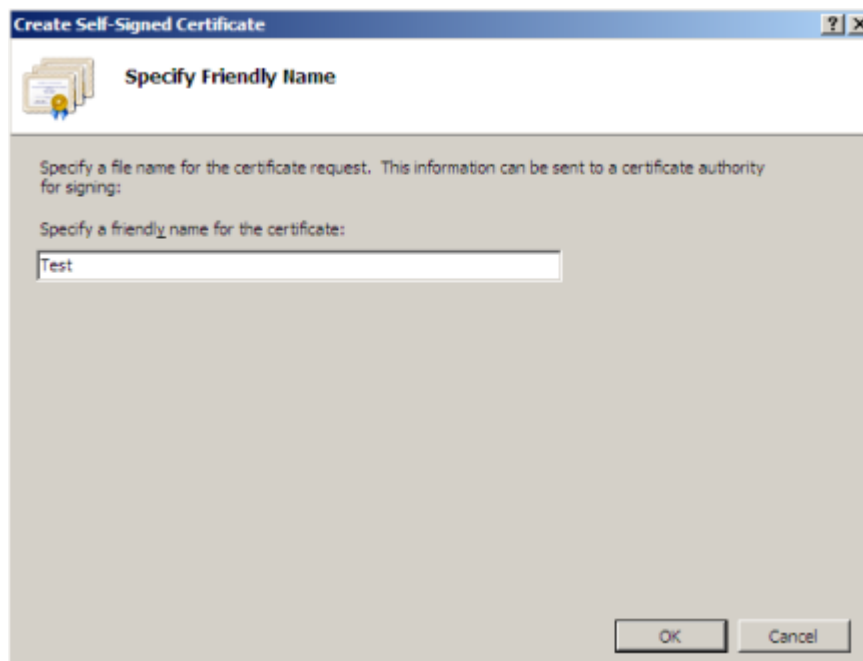 Create Self-Signed Certificate
Specify Friendly Name
Specify a file name for the certificate request. This information can be sent to a certificate authority
for signing:
Specify a friendly name for the certificate:
Test
OK
Cancel